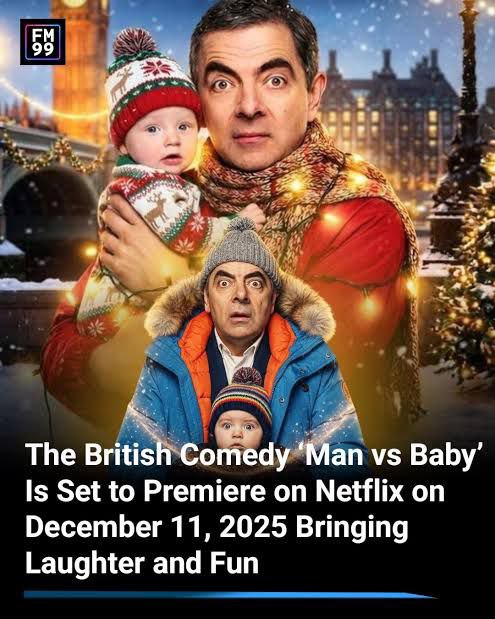 FM
99
The British Comedy ‘Man vs Baby’
Is Set to Premiere on Netflix on
December 11, 2025 Bringing
Laughter and Fun